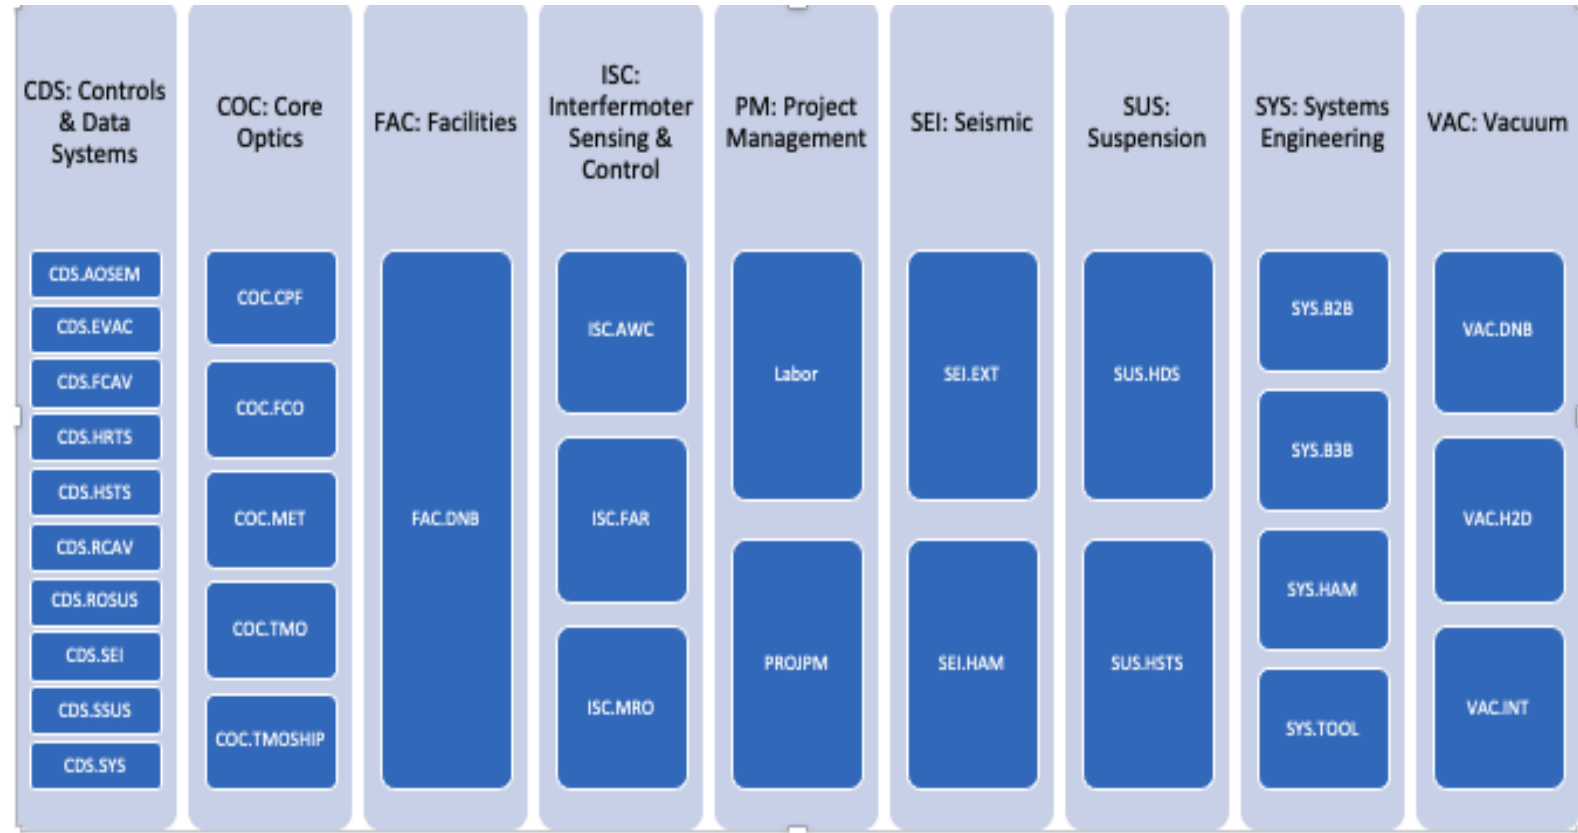 CDS: Controls
& Data
Systems
CDS.AOSEM
CDS.EVAC
CDS.FCAV
CDS.HRTS
CDS.HSTS
CDS.RCAV
CDS.ROSUS
CDS.SEI
CDS.SSUS
CDS.SYS
COC: Core
Optics
COC.CPF
COC.FCO
COC.MET
COC.TMO
COC.TMOSHIP
FAC: Facilities
FAC.DNB
ISC:
Interfermoter
Sensing &
Control
ISC.AWC
ISC.FAR
ISC.MRO
PM: Project
Management
Labor
PROJPM
SEI: Seismic
SEI.EXT
SEI.HAM
SUS:
Suspension
SUS.HDS
SUS.HSTS
SYS: Systems
Engineering
SYS.B2B
SYS.B3B
SYS.HAM
SYS.TOOL
VAC: Vacuum
VAC.DNB
VAC.H2D
VAC.INT